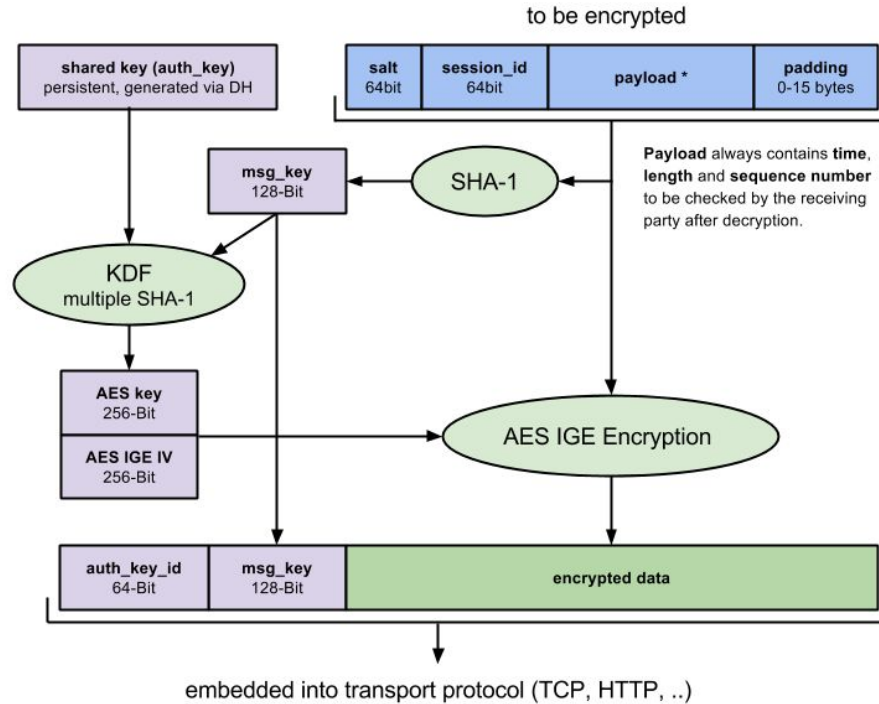 to be encrypted
shared key (auth_key)
persistent, generated via DH
salt
64bit
session_id
64bit
payload *
padding
0-15 bytes
msg_key
128-Bit
SHA-1
Payload always contains time,
length and sequence number
to be checked by the receiving
party after decryption.
KDF
multiple SHA-1
AES key
256-Bit
AES IGE IV
256-Bit
AES IGE Encryption
auth_key_id
64-Bit
msg_key
128-Bit
encrypted data
embedded into transport protocol (TCP, HTTP, ..)